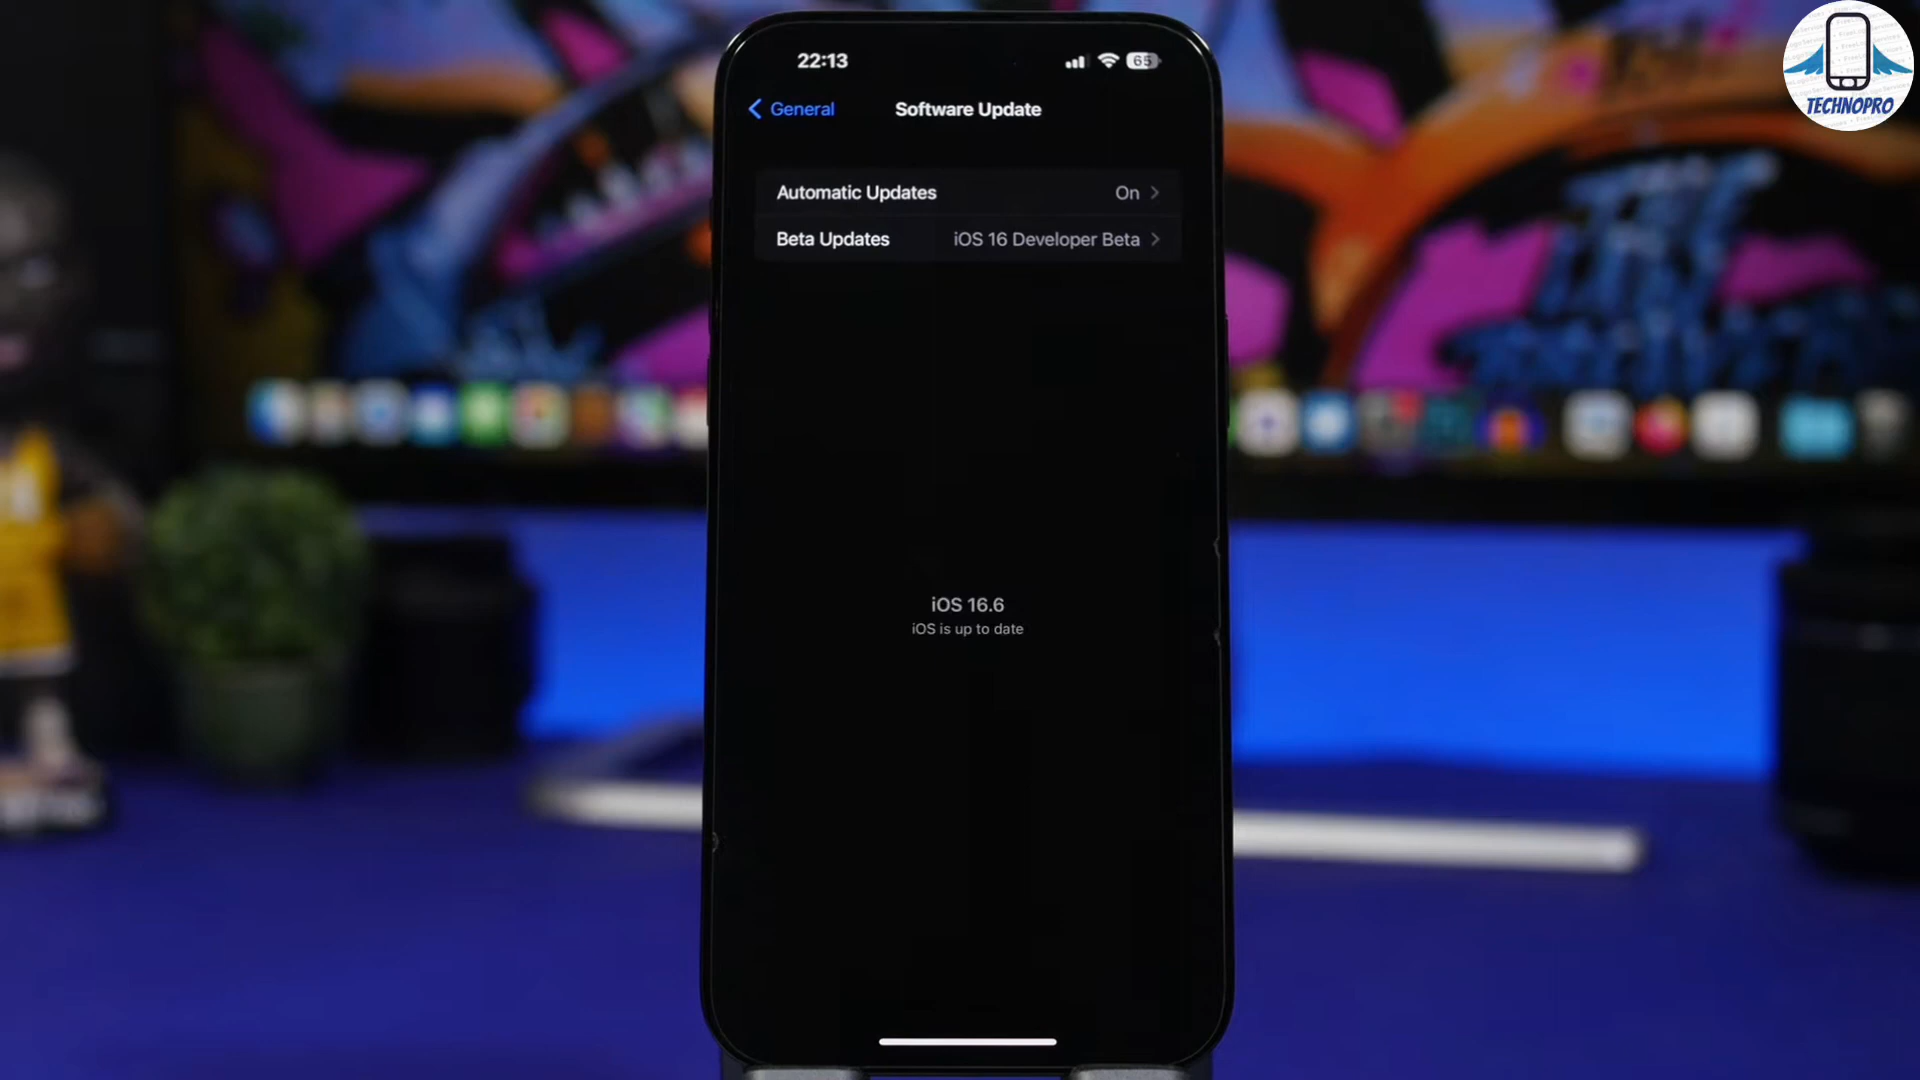 22:13
65
General
Software Update
Automatic Updates
On
Beta Updates
iOS 16 Developer Beta
iOS 16.6
iOS is up to date
TECHNOPRO